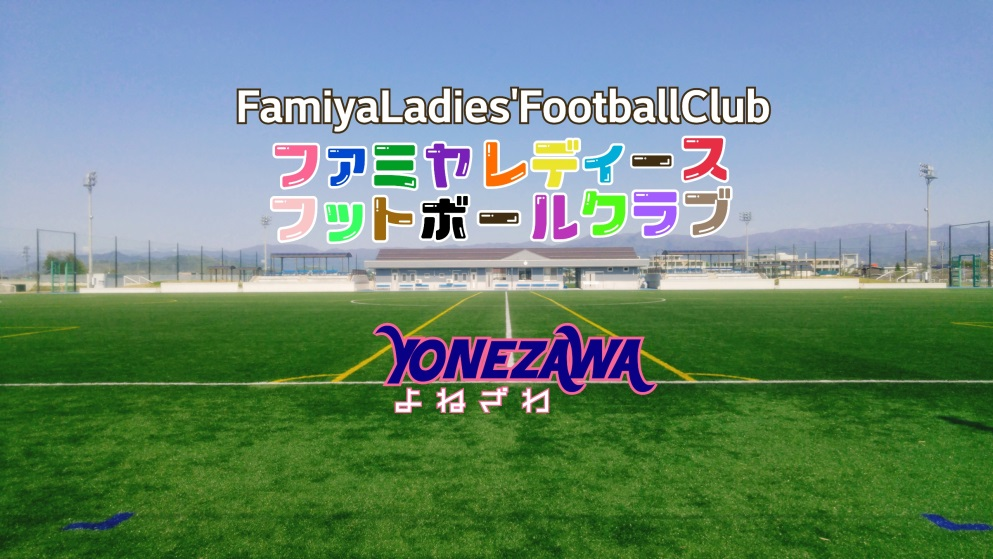 FamiyaLadies'FootballClub
ファミヤレディース
フットボールクラブ
YONEZAWA
よねざわ